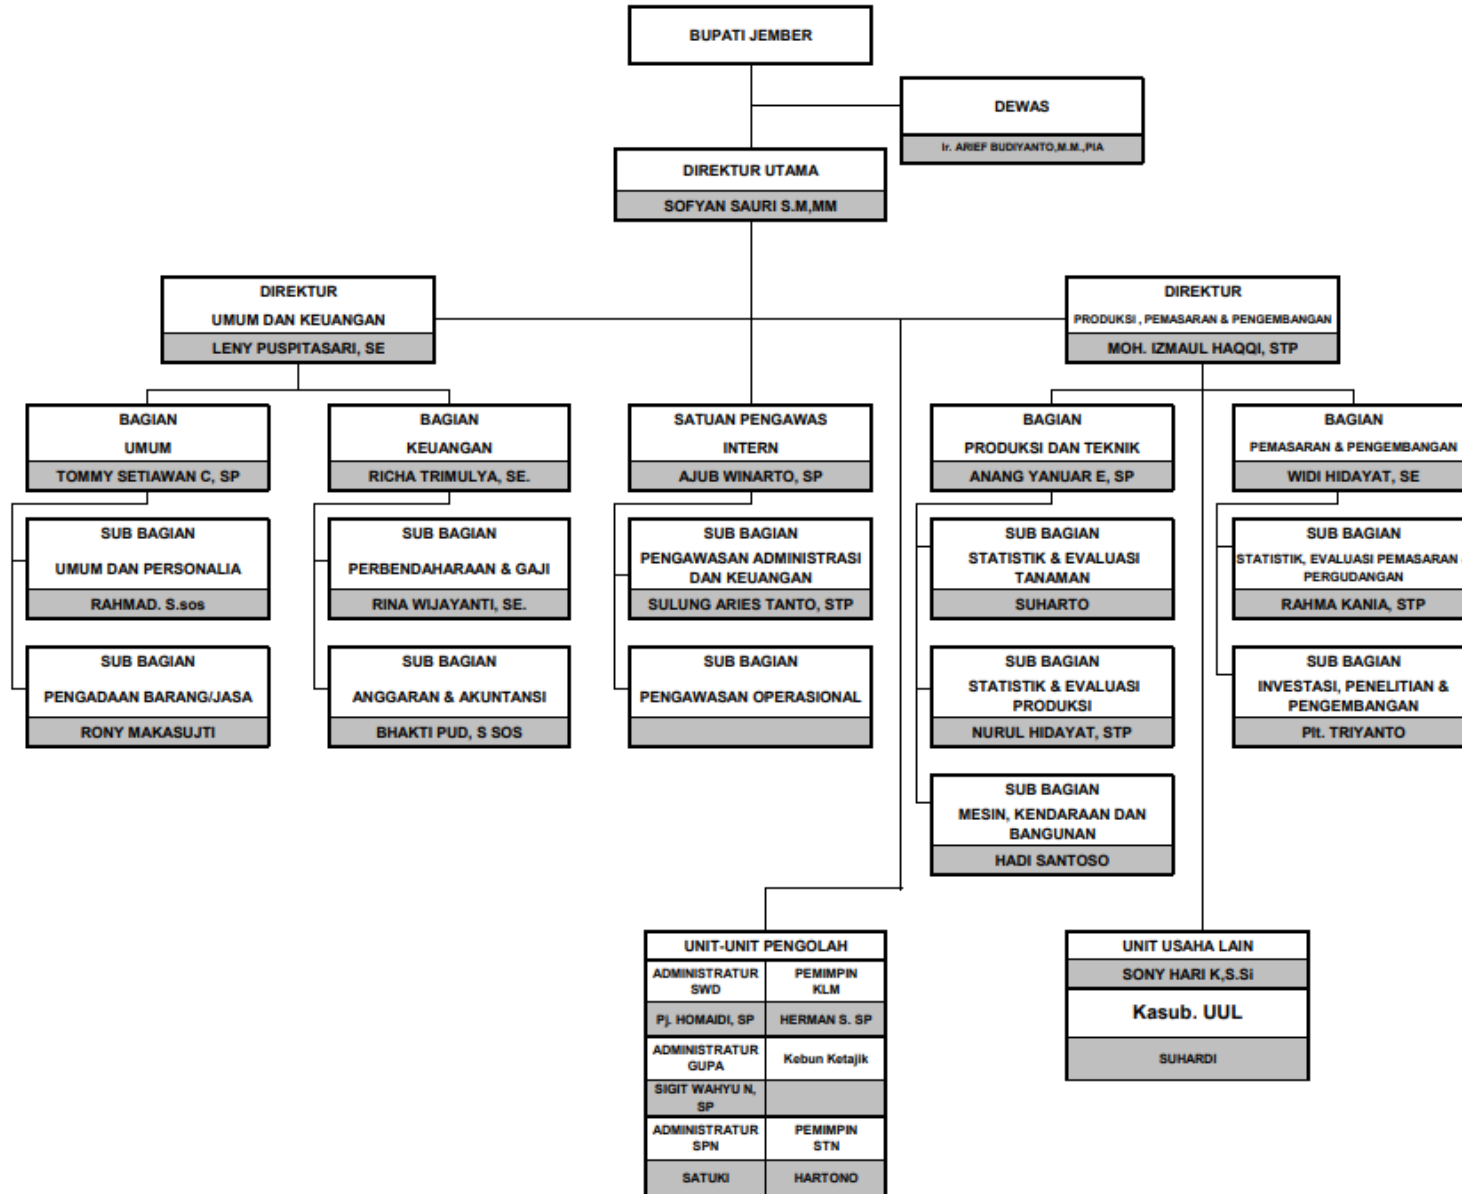 BUPATI JEMBER
DEWAS
Ir. ARIEF BUDIYANTO,M.M.,PIA
DIREKTUR UTAMA
SOFYAN SAURI S.M,MM
DIREKTUR
UMUM DAN KEUANGAN
LENY PUSPITASARI, SE
DIREKTUR
PRODUKSI , PEMASARAN & PENGEMBANGAN
MOH. IZMAUL HAQQI, STP
BAGIAN
UMUM
TOMMY SETIAWAN C, SP
BAGIAN
KEUANGAN
RICHA TRIMULYA, SE.
SATUAN PENGAWAS
INTERN
AJUB WINARTO, SP
BAGIAN
PRODUKSI DAN TEKNIK
ANANG YANUAR E, SP
BAGIAN
PEMASARAN & PENGEMBANGAN
WIDI HIDAYAT, SE
SUB BAGIAN
UMUM DAN PERSONALIA
RAHMAD. S.sos
SUB BAGIAN
PERBENDAHARAAN & GAJI
RINA WIJAYANTI, SE.
SUB BAGIAN
PENGAWASAN ADMINISTRASI
DAN KEUANGAN
SULUNG ARIES TANTO, STP
SUB BAGIAN
STATISTIK & EVALUASI
TANAMAN
SUHARTO
SUB BAGIAN
STATISTIK, EVALUASI PEMASARAN &
PERGUDANGAN
RAHMA KANIA, STP
SUB BAGIAN
PENGADAAN BARANG/JASA
RONY MAKASUJTI
SUB BAGIAN
ANGGARAN & AKUNTANSI
BHAKTI PUD, S SOS
SUB BAGIAN
PENGAWASAN OPERASIONAL
SUB BAGIAN
STATISTIK & EVALUASI
PRODUKSI
NURUL HIDAYAT, STP
SUB BAGIAN
INVESTASI, PENELITIAN &
PENGEMBANGAN
Plt. TRIYANTO
SUB BAGIAN
MESIN, KENDARAAN DAN
BANGUNAN
HADI SANTOSO
UNIT-UNIT PENGOLAH
ADMINISTRATUR
SWD
PEMIMPIN
KLM
Pj. HOMAIDI, SP
HERMAN S. SP
ADMINISTRATUR
GUPA
Kebun Ketajik
SIGIT WAHYU N,
SP
ADMINISTRATUR
SPN
PEMIMPIN
STN
SATUKI
HARTONO
UNIT USAHA LAIN
SONY HARI K,S.Si
Kasub. UUL
SUHARDI